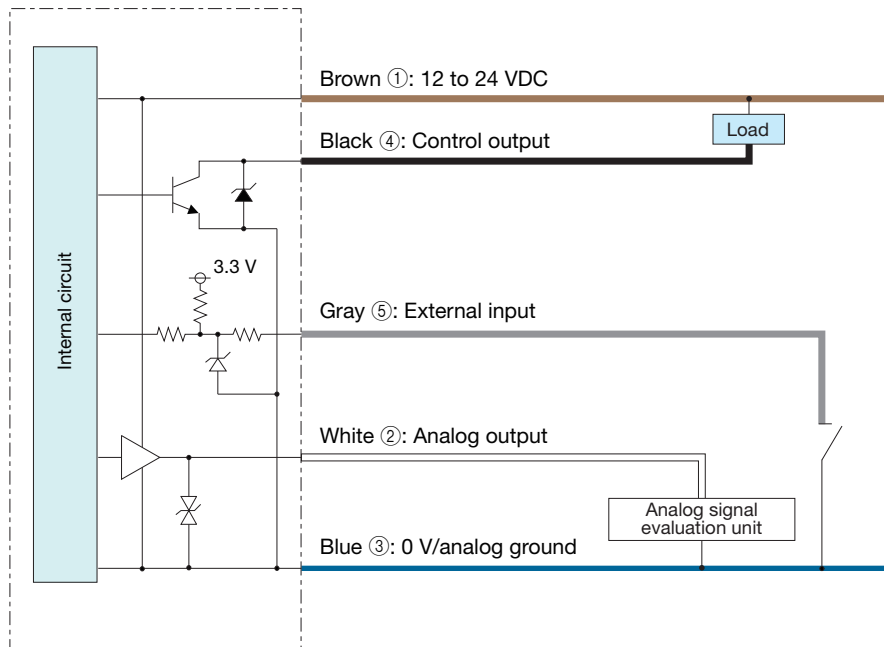 Brown ①: 12 to 24 VDC
Load
Black ④: Control output
3.3 V
Internal circuit
Gray ⑤: External input
White ②: Analog output
Analog signal
evaluation unit
Blue ③: 0 V/analog ground